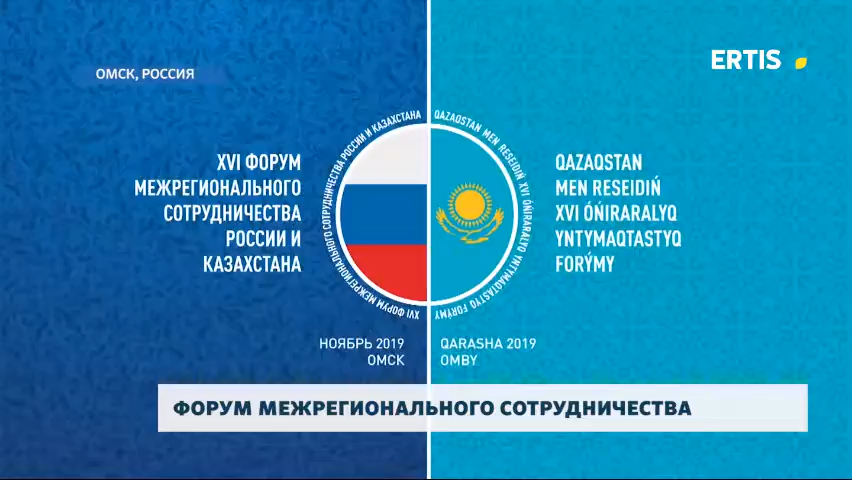 ОМСК, РОССИЯ
ERTIS
XVI ФОРУМ
МЕЖРЕГИОНАЛЬНОГО
СОТРУДНИЧЕСТВА
РОССИИ И
КАЗАХСТАНА
XVI ФОРУМ МЕЖРЕГИОНАЛЬНОГО СОТРУДНИЧЕСТВА РОССИИ И КАЗАХСТАНА
QAZAQSTAN MEN RESEIDIŃ XVI ÓŃIRARALYQ YNTYMAQTASTYQ FORÝMY
QAZAQSTAN
MEN RESEIDIŃ
XVI ÓŃIRARALYQ
YNTYMAQTASTYQ
FORÝMY
НОЯБРЬ 2019
ОМСК
QARASHA 2019
OMBY
ФОРУМ МЕЖРЕГИОНАЛЬНОГО СОТРУДНИЧЕСТВА